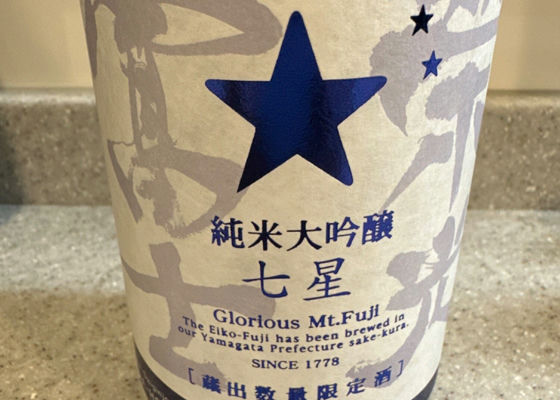 純米大吟醸
七星
Glorious Mt.Fuji
The Eiko-Fuji has been brewed in
our Yamagata Prefecture sake-kura.
SINCE 1778
[蔵出数量限定酒]